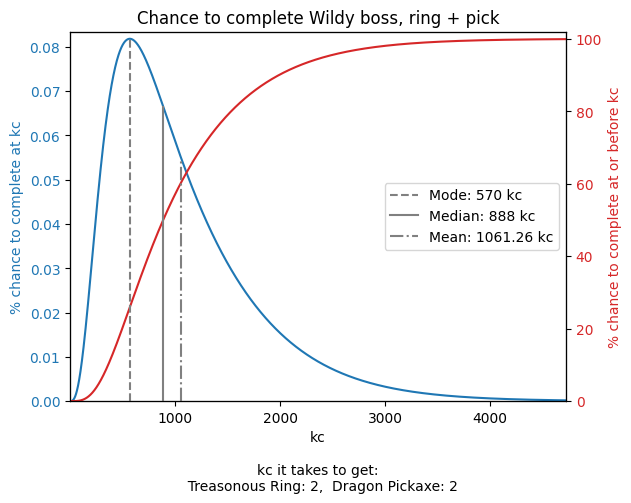 Chance to complete Wildy boss, ring + pick
0.08
0.07
0.06
0.05
0.04
0.03
0.02
0.01
0.00
% chance to complete at kc
100
80
60
40
20
0
% chance to complete at or before kc
Mode: 570 kc
Median: 888 kc
Mean: 1061.26 kc
1000 2000 3000 4000
kc
kc it takes to get:
Treasonous Ring: 2, Dragon Pickaxe: 2